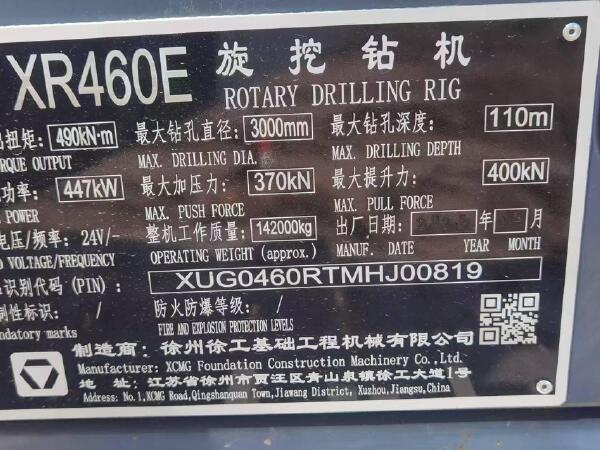 XR460E 旋挖钻机
ROTARY DRILLING RIG
出扭矩: 490kN·m 最大钻孔直径: 3000mm 最大钻孔深度: 110m
RQUE OUTPUT MAX. DRILLING DIA. MAX. DRILLING DEPTH
功率: 447kW 最大加压力: 370kN 最大提升力: 400kN
POWER MAX. PUSH FORCE MAX. PULL FORCE
电压/频率: 24V/- 整机工作质量: 142000kg 出厂日期: 年 月
VOLTAGE/FREQUENCY OPERATING WEIGHT (approx.) MANUF. DATE YEAR MONTH
识别代码 (PIN): XUG0460RTMHJ00819
制性标识: / 防火防爆等级: /
ndatory marks FIRE AND EXPLOSION PROTECTION LEVELS
制造商: 徐州徐工基础工程机械有限公司
Manufacturer: XCMG Foundation Construction Machinery Co.,Ltd.
地 址: 江苏省徐州市贾汪区青山泉镇徐工大道1号
Address: No.1,XCMG Road,Qingshanquan Town,Jiawang District, Xuzhou,Jiangsu,China